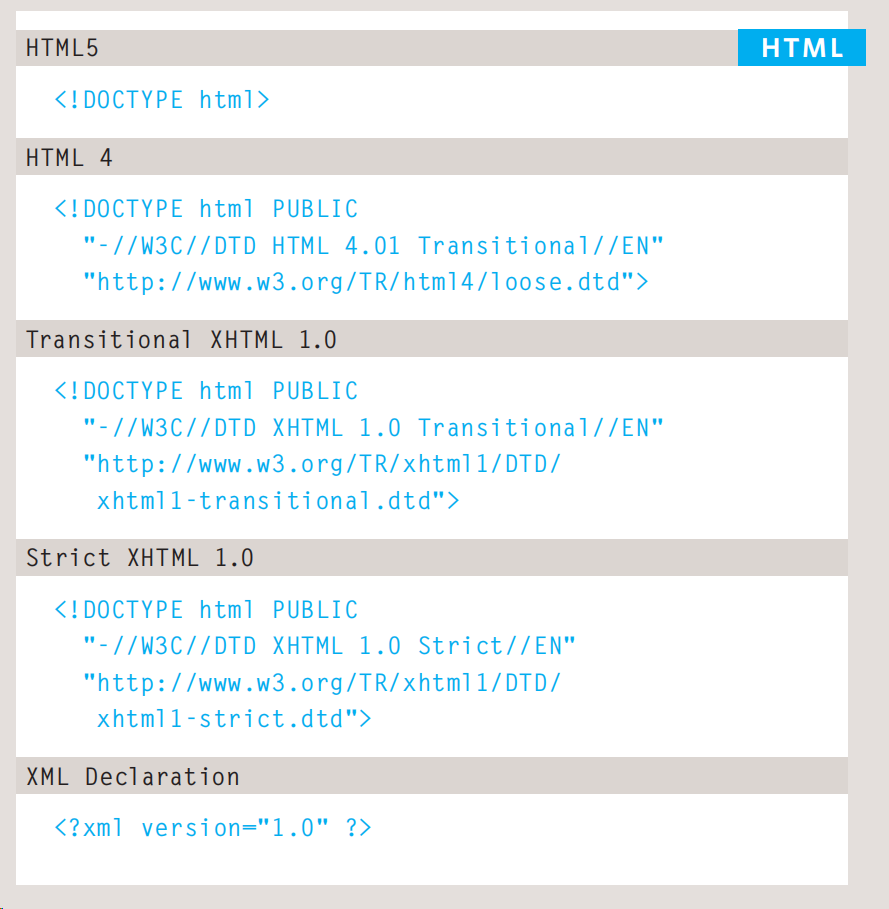 HTML5
HTML
<!DOCTYPE html>
HTML 4
<!DOCTYPE html PUBLIC
"-//W3C//DTD HTML 4.01 Transitional//EN"
"http://www.w3.org/TR/html4/loose.dtd">
Transitional XHTML 1.0
<!DOCTYPE html PUBLIC
"-//W3C//DTD XHTML 1.0 Transitional//EN"
"http://www.w3.org/TR/xhtml1/DTD/
xhtml1-transitional.dtd">
Strict XHTML 1.0
<!DOCTYPE html PUBLIC
"-//W3C//DTD XHTML 1.0 Strict//EN"
"http://www.w3.org/TR/xhtml1/DTD/
xhtml1-strict.dtd">
XML Declaration
<?xml version="1.0" ?>